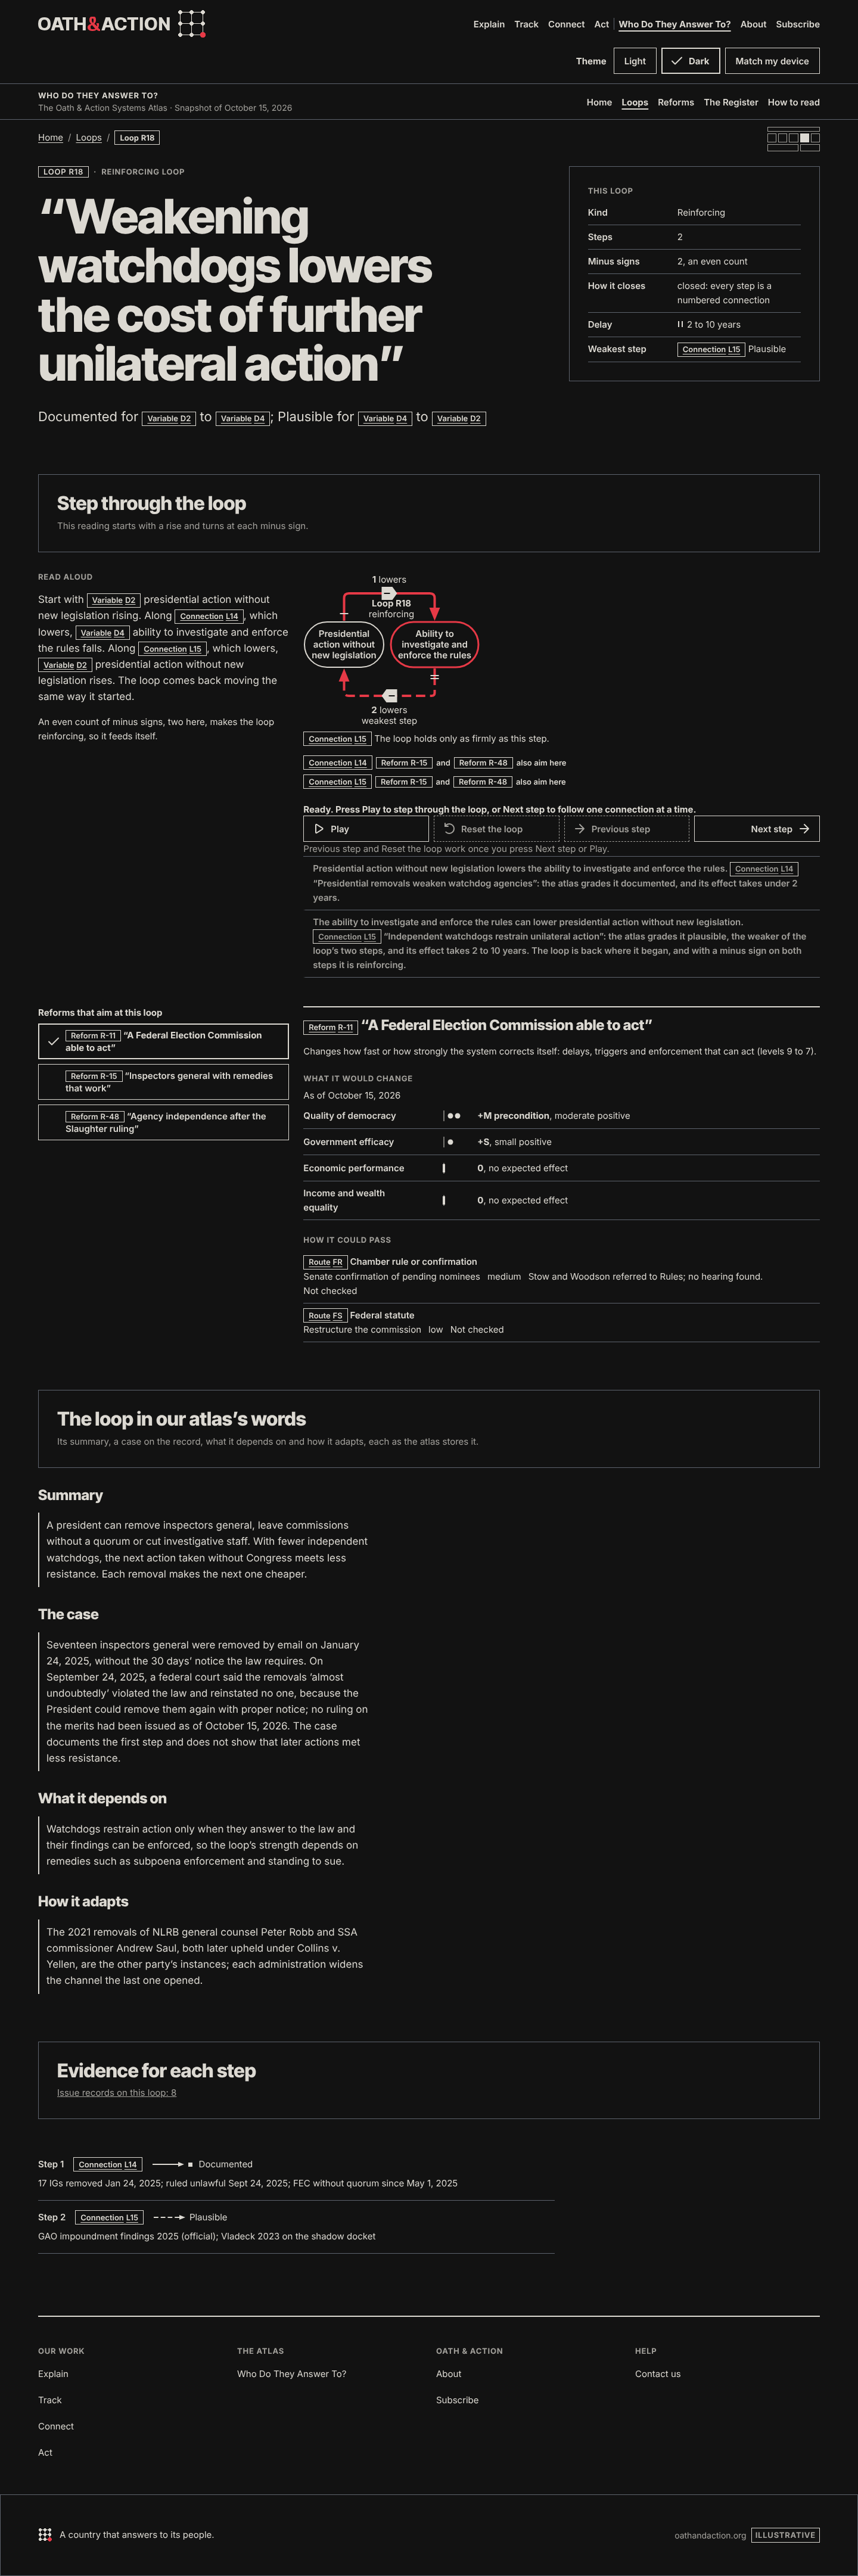 OATH&ACTION
Explain Track Connect Act Who Do They Answer To? About Subscribe
Theme Light Dark Match my device
WHO DO THEY ANSWER TO?
The Oath & Action Systems Atlas · Snapshot of October 15, 2026
Home Loops Reforms The Register How to read
Home / Loops / Loop R18
LOOP R18 · REINFORCING LOOP
“Weakening
watchdogs lowers
the cost of further
unilateral action”
Documented for Variable D2 to Variable D4; Plausible for Variable D4 to Variable D2
THIS LOOP
Kind Reinforcing
Steps 2
Minus signs 2, an even count
How it closes closed: every step is a
numbered connection
Delay 2 to 10 years
Weakest step Connection L15 Plausible
Step through the loop
This reading starts with a rise and turns at each minus sign.
READ ALOUD
Start with Variable D2 presidential action without
new legislation rising. Along Connection L14, which
lowers, Variable D4 ability to investigate and enforce
the rules falls. Along Connection L15, which lowers,
Variable D2 presidential action without new
legislation rises. The loop comes back moving the
same way it started.
An even count of minus signs, two here, makes the loop
reinforcing, so it feeds itself.
1 lowers
Loop R18
reinforcing
Presidential
action without
new legislation
Ability to
investigate and
enforce the rules
2 lowers
weakest step
Connection L15 The loop holds only as firmly as this step.
Connection L14 Reform R-15 and Reform R-48 also aim here
Connection L15 Reform R-15 and Reform R-48 also aim here
Ready. Press Play to step through the loop, or Next step to follow one connection at a time.
Play Reset the loop Previous step Next step
Previous step and Reset the loop work once you press Next step or Play.
Presidential action without new legislation lowers the ability to investigate and enforce the rules. Connection L14
“Presidential removals weaken watchdog agencies”: the atlas grades it documented, and its effect takes under 2
years.
The ability to investigate and enforce the rules can lower presidential action without new legislation.
Connection L15 “Independent watchdogs restrain unilateral action”: the atlas grades it plausible, the weaker of the
loop’s two steps, and its effect takes 2 to 10 years. The loop is back where it began, and with a minus sign on both
steps it is reinforcing.
Reforms that aim at this loop
Reform R-11 “A Federal Election Commission
able to act”
Reform R-15 “Inspectors general with remedies
that work”
Reform R-48 “Agency independence after the
Slaughter ruling”
Reform R-11 “A Federal Election Commission able to act”
Changes how fast or how strongly the system corrects itself: delays, triggers and enforcement that can act (levels 9 to 7).
WHAT IT WOULD CHANGE
As of October 15, 2026
Quality of democracy +M precondition, moderate positive
Government efficacy +S, small positive
Economic performance 0, no expected effect
Income and wealth
equality 0, no expected effect
HOW IT COULD PASS
Route FR Chamber rule or confirmation
Senate confirmation of pending nominees medium Stow and Woodson referred to Rules; no hearing found.
Not checked
Route FS Federal statute
Restructure the commission low Not checked
The loop in our atlas’s words
Its summary, a case on the record, what it depends on and how it adapts, each as the atlas stores it.
Summary
A president can remove inspectors general, leave commissions
without a quorum or cut investigative staff. With fewer independent
watchdogs, the next action taken without Congress meets less
resistance. Each removal makes the next one cheaper.
The case
Seventeen inspectors general were removed by email on January
24, 2025, without the 30 days’ notice the law requires. On
September 24, 2025, a federal court said the removals ‘almost
undoubtedly’ violated the law and reinstated no one, because the
President could remove them again with proper notice; no ruling on
the merits had been issued as of October 15, 2026. The case
documents the first step and does not show that later actions met
less resistance.
What it depends on
Watchdogs restrain action only when they answer to the law and
their findings can be enforced, so the loop’s strength depends on
remedies such as subpoena enforcement and standing to sue.
How it adapts
The 2021 removals of NLRB general counsel Peter Robb and SSA
commissioner Andrew Saul, both later upheld under Collins v.
Yellen, are the other party’s instances; each administration widens
the channel the last one opened.
Evidence for each step
Issue records on this loop: 8
Step 1 Connection L14 Documented
17 IGs removed Jan 24, 2025; ruled unlawful Sept 24, 2025; FEC without quorum since May 1, 2025
Step 2 Connection L15 Plausible
GAO impoundment findings 2025 (official); Vladeck 2023 on the shadow docket
OUR WORK THE ATLAS OATH & ACTION HELP
Explain Who Do They Answer To? About Contact us
Track Subscribe
Connect
Act
A country that answers to its people.
oathandaction.org ILLUSTRATIVE